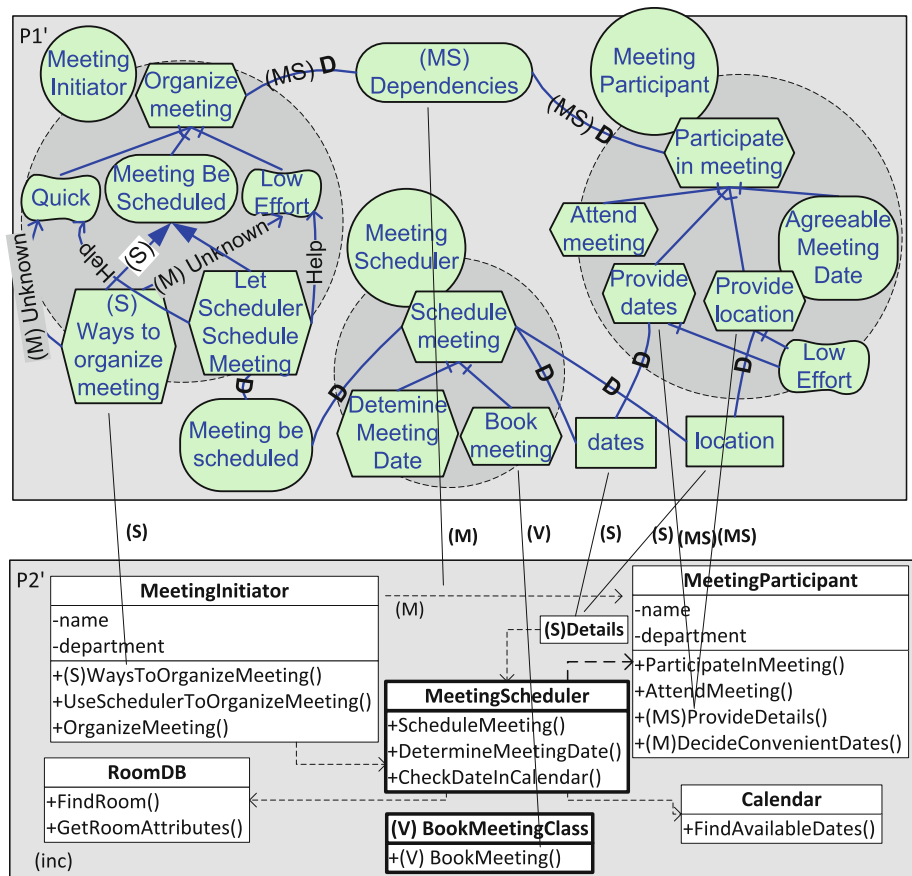 P1'
Meeting
Initiator
Organize
meeting
(MS) D
(MS)
Dependencies
(MS) D
Meeting
Participant
Participate
in meeting
Quick
Meeting Be
Scheduled
Low
Effort
Attend
meeting
Agreeable
Meeting
Date
(M) Unknown
Help
(S)
(M) Unknown
Help
Meeting
Scheduler
Provide
dates
Provide
location
(S)
Ways to
organize
meeting
Let
Scheduler
Schedule
Meeting
Schedule
meeting
Low
Effort
D
D
D
D
D
D
Meeting be
scheduled
Detemine
Meeting
Date
Book
meeting
dates
location
(S)
(M)
(V)
(S)
(S)
(MS)
(MS)
P2'
MeetingInitiator
-name
-department
+(S)WaysToOrganizeMeeting()
+UseSchedulerToOrganizeMeeting()
+OrganizeMeeting()
(M)
(S)Details
MeetingParticipant
-name
-department
+ParticipateInMeeting()
+AttendMeeting()
+(MS)ProvideDetails()
+(M)DecideConvenientDates()
MeetingScheduler
+ScheduleMeeting()
+DetermineMeetingDate()
+CheckDateInCalendar()
RoomDB
+FindRoom()
+GetRoomAttributes()
Calendar
+FindAvailableDates()
(V) BookMeetingClass
+(V) BookMeeting()
(inc)